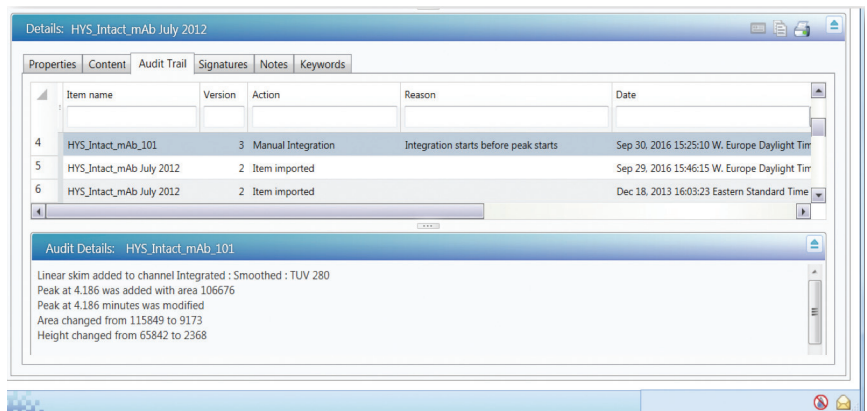 Details: HYS_Intact_mAb July 2012
Properties Content Audit Trail Signatures Notes Keywords
Item name Version Action Reason Date
4 HYS_Intact_mAb_101 3 Manual Integration Integration starts before peak starts Sep 30, 2016 15:25:10 W. Europe Daylight Tim
5 HYS_Intact_mAb July 2012 2 Item imported Sep 29, 2016 15:46:15 W. Europe Daylight Tim
6 HYS_Intact_mAb July 2012 2 Item imported Dec 18, 2013 16:03:23 Eastern Standard Time
Audit Details: HYS_Intact_mAb_101
Linear skim added to channel Integrated : Smoothed : TUV 280
Peak at 4.186 was added with area 106676
Peak at 4.186 minutes was modified
Area changed from 115849 to 9173
Height changed from 65842 to 2368